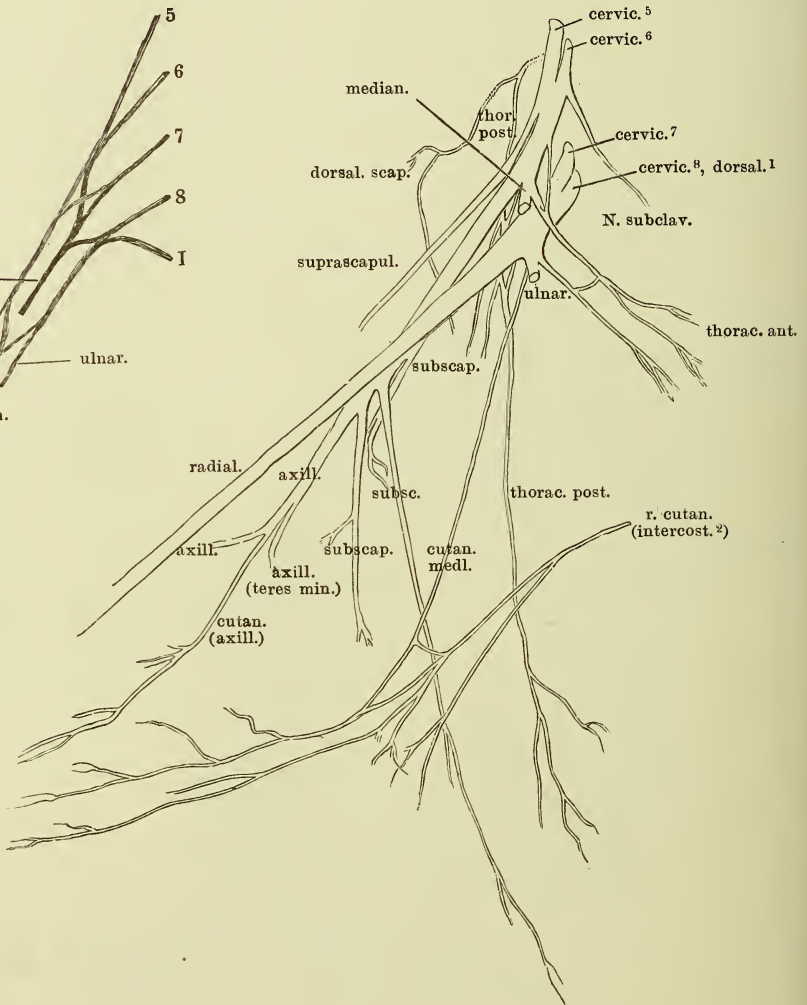 5
6
7
8
I
ulnar.
cervic. ⁵
cervic. ⁶
median.
thor.
post.
cervic. ⁷
dorsal. scap.
cervic. ⁸, dorsal. ¹
N. subclav.
suprascapul.
ulnar.
thorac. ant.
subscap.
radial.
axill.
subsc.
thorac. post.
r. cutan.
(intercost. ²)
axill.
subscap.
cutan.
medl.
axill.
(teres min.)
cutan.
(axill.)